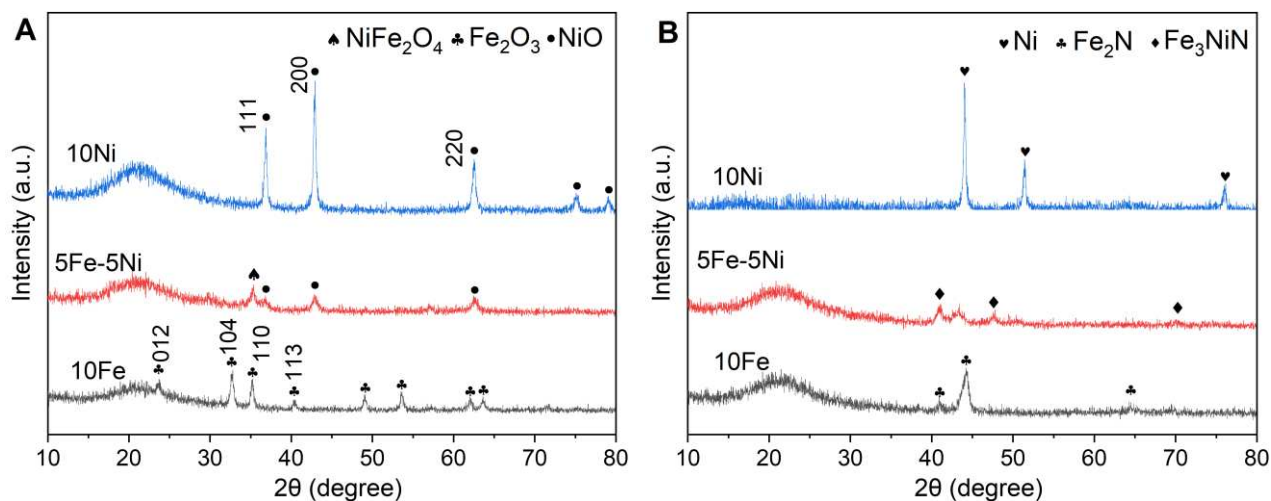 A
♠NiFe₂O₄ ♣Fe₂O₃ ●NiO
Intensity (a.u.)
10Ni
111
200
220
5Fe-5Ni
10Fe
012
104
110
113
10 20 30 40 50 60 70 80
2θ (degree)
B
♥Ni ♣Fe₂N ♦Fe₃NiN
Intensity (a.u.)
10Ni
5Fe-5Ni
10Fe
10 20 30 40 50 60 70 80
2θ (degree)